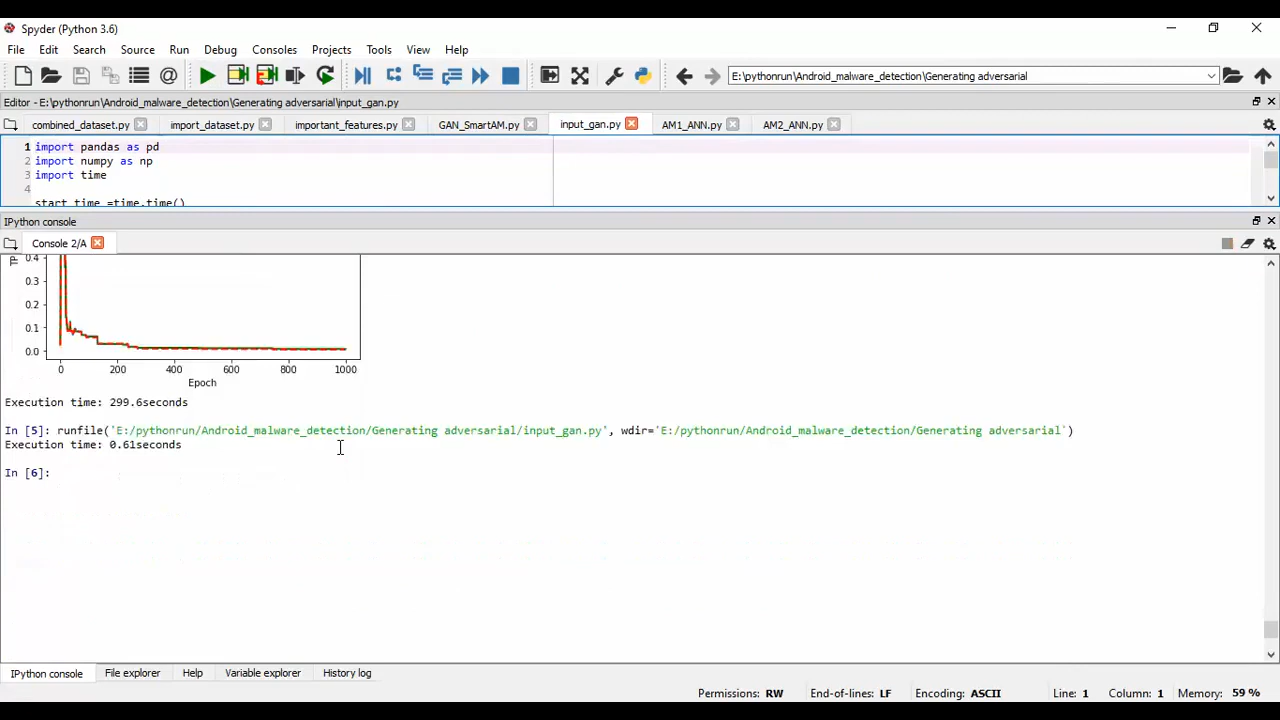 Spyder (Python 3.6)
File Edit Search Source Run Debug Consoles Projects Tools View Help
E:\pythonrun\Android_malware_detection\Generating adversarial
Editor - E:\pythonrun\Android_malware_detection\Generating adversarial\input_gan.py
combined_dataset.py import_dataset.py important_features.py GAN_SmartAM.py input_gan.py AM1_ANN.py AM2_ANN.py
1 import pandas as pd
2 import numpy as np
3 import time
4
start_time =time.time()
IPython console
Console 2/A
0.4
0.3
0.2
0.1
0.0
0 200 400 600 800 1000
Epoch
Execution time: 299.6seconds
In [5]: runfile('E:/pythonrun/Android_malware_detection/Generating adversarial/input_gan.py', wdir='E:/pythonrun/Android_malware_detection/Generating adversarial')
Execution time: 0.61seconds
In [6]:
IPython console File explorer Help Variable explorer History log
Permissions: RW End-of-lines: LF Encoding: ASCII Line: 1 Column: 1 Memory: 59 %